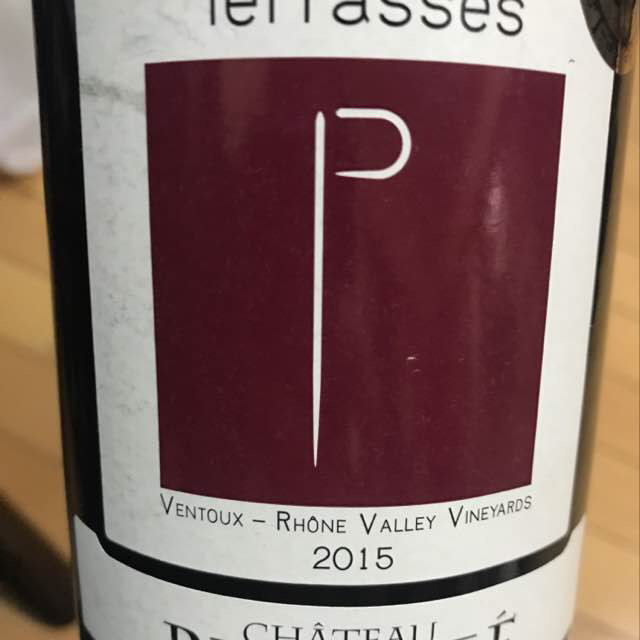 Terrasses
P
VENTOUX – RHÔNE VALLEY VINEYARDS
2015
CHÂTEAU